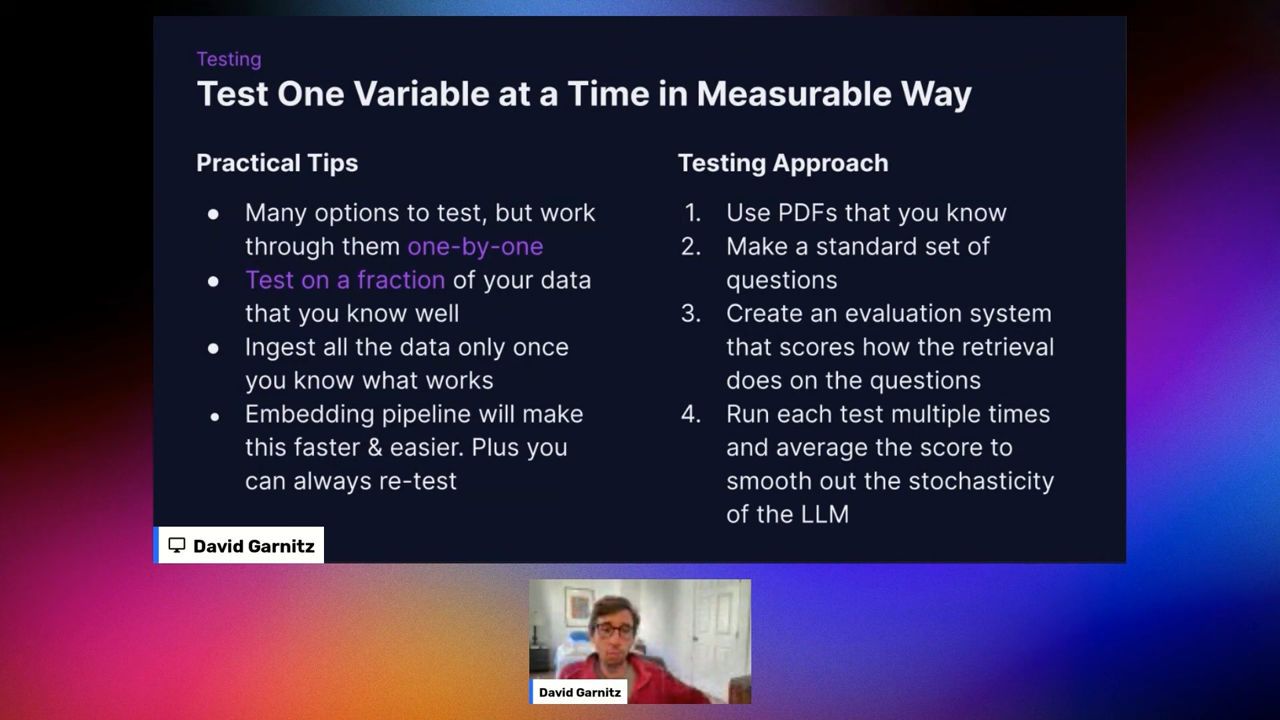 Testing
Test One Variable at a Time in Measurable Way
Practical Tips
● Many options to test, but work
through them one-by-one
● Test on a fraction of your data
that you know well
● Ingest all the data only once
you know what works
● Embedding pipeline will make
this faster & easier. Plus you
can always re-test
Testing Approach
1. Use PDFs that you know
2. Make a standard set of
questions
3. Create an evaluation system
that scores how the retrieval
does on the questions
4. Run each test multiple times
and average the score to
smooth out the stochasticity
of the LLM
David Garnitz
David Garnitz